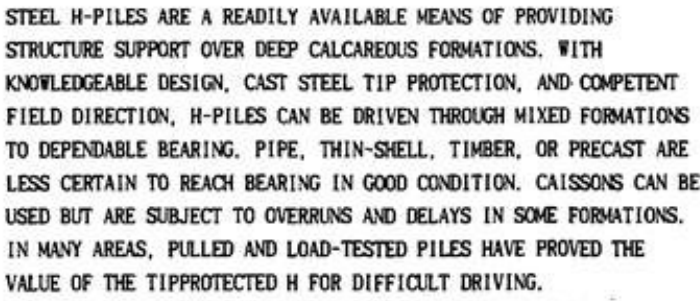 STEEL H-PILES ARE A READILY AVAILABLE MEANS OF PROVIDING
STRUCTURE SUPPORT OVER DEEP CALCAREOUS FORMATIONS. WITH
KNOWLEDGEABLE DESIGN, CAST STEEL TIP PROTECTION, AND COMPETENT
FIELD DIRECTION, H-PILES CAN BE DRIVEN THROUGH MIXED FORMATIONS
TO DEPENDABLE BEARING. PIPE, THIN-SHELL, TIMBER, OR PRECAST ARE
LESS CERTAIN TO REACH BEARING IN GOOD CONDITION. CAISSONS CAN BE
USED BUT ARE SUBJECT TO OVERRUNS AND DELAYS IN SOME FORMATIONS.
IN MANY AREAS, PULLED AND LOAD-TESTED PILES HAVE PROVED THE
VALUE OF THE TIPPROTECTED H FOR DIFFICULT DRIVING.